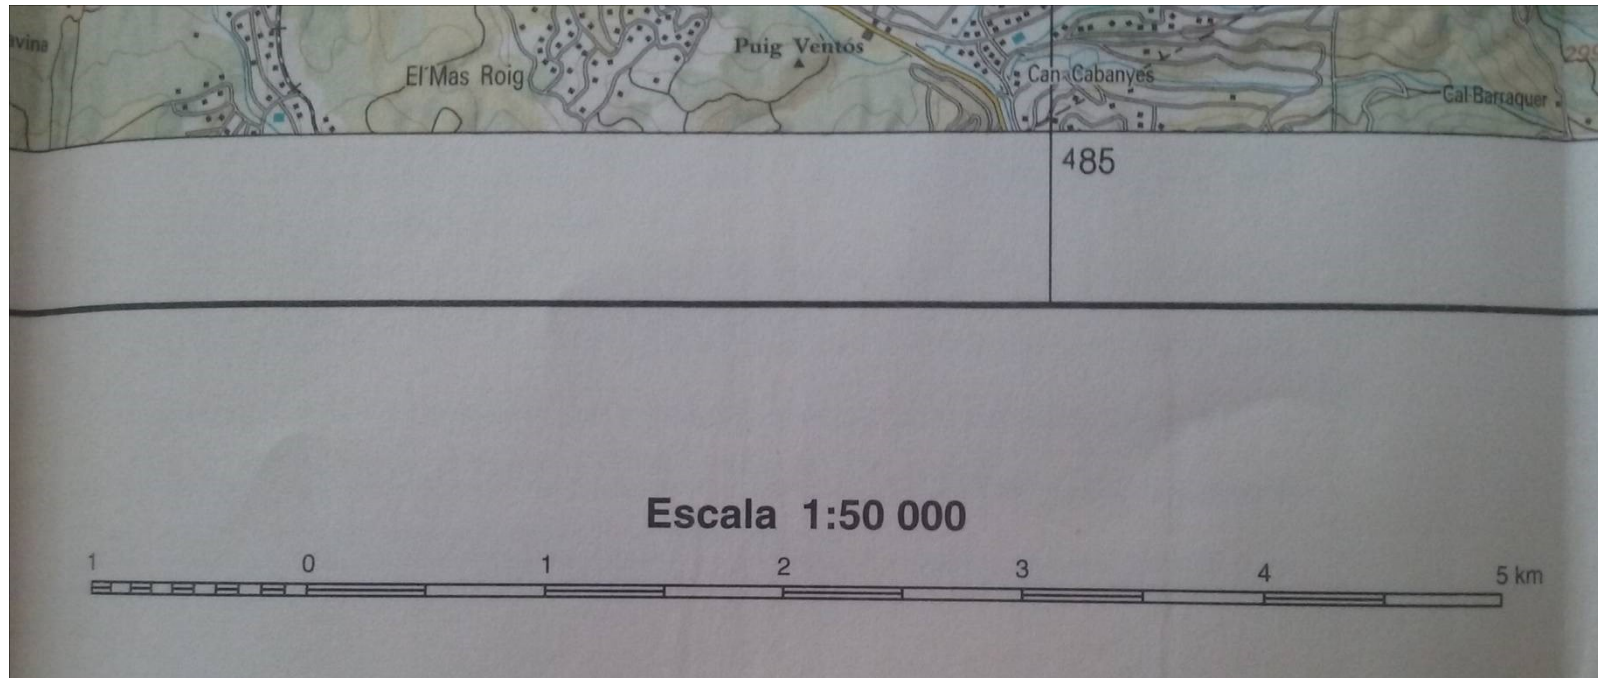 Puig Ventós
El Mas Roig
Can Cabanyes
Cal Barraquer
485
Escala 1:50 000
1 0 1 2 3 4 5 km